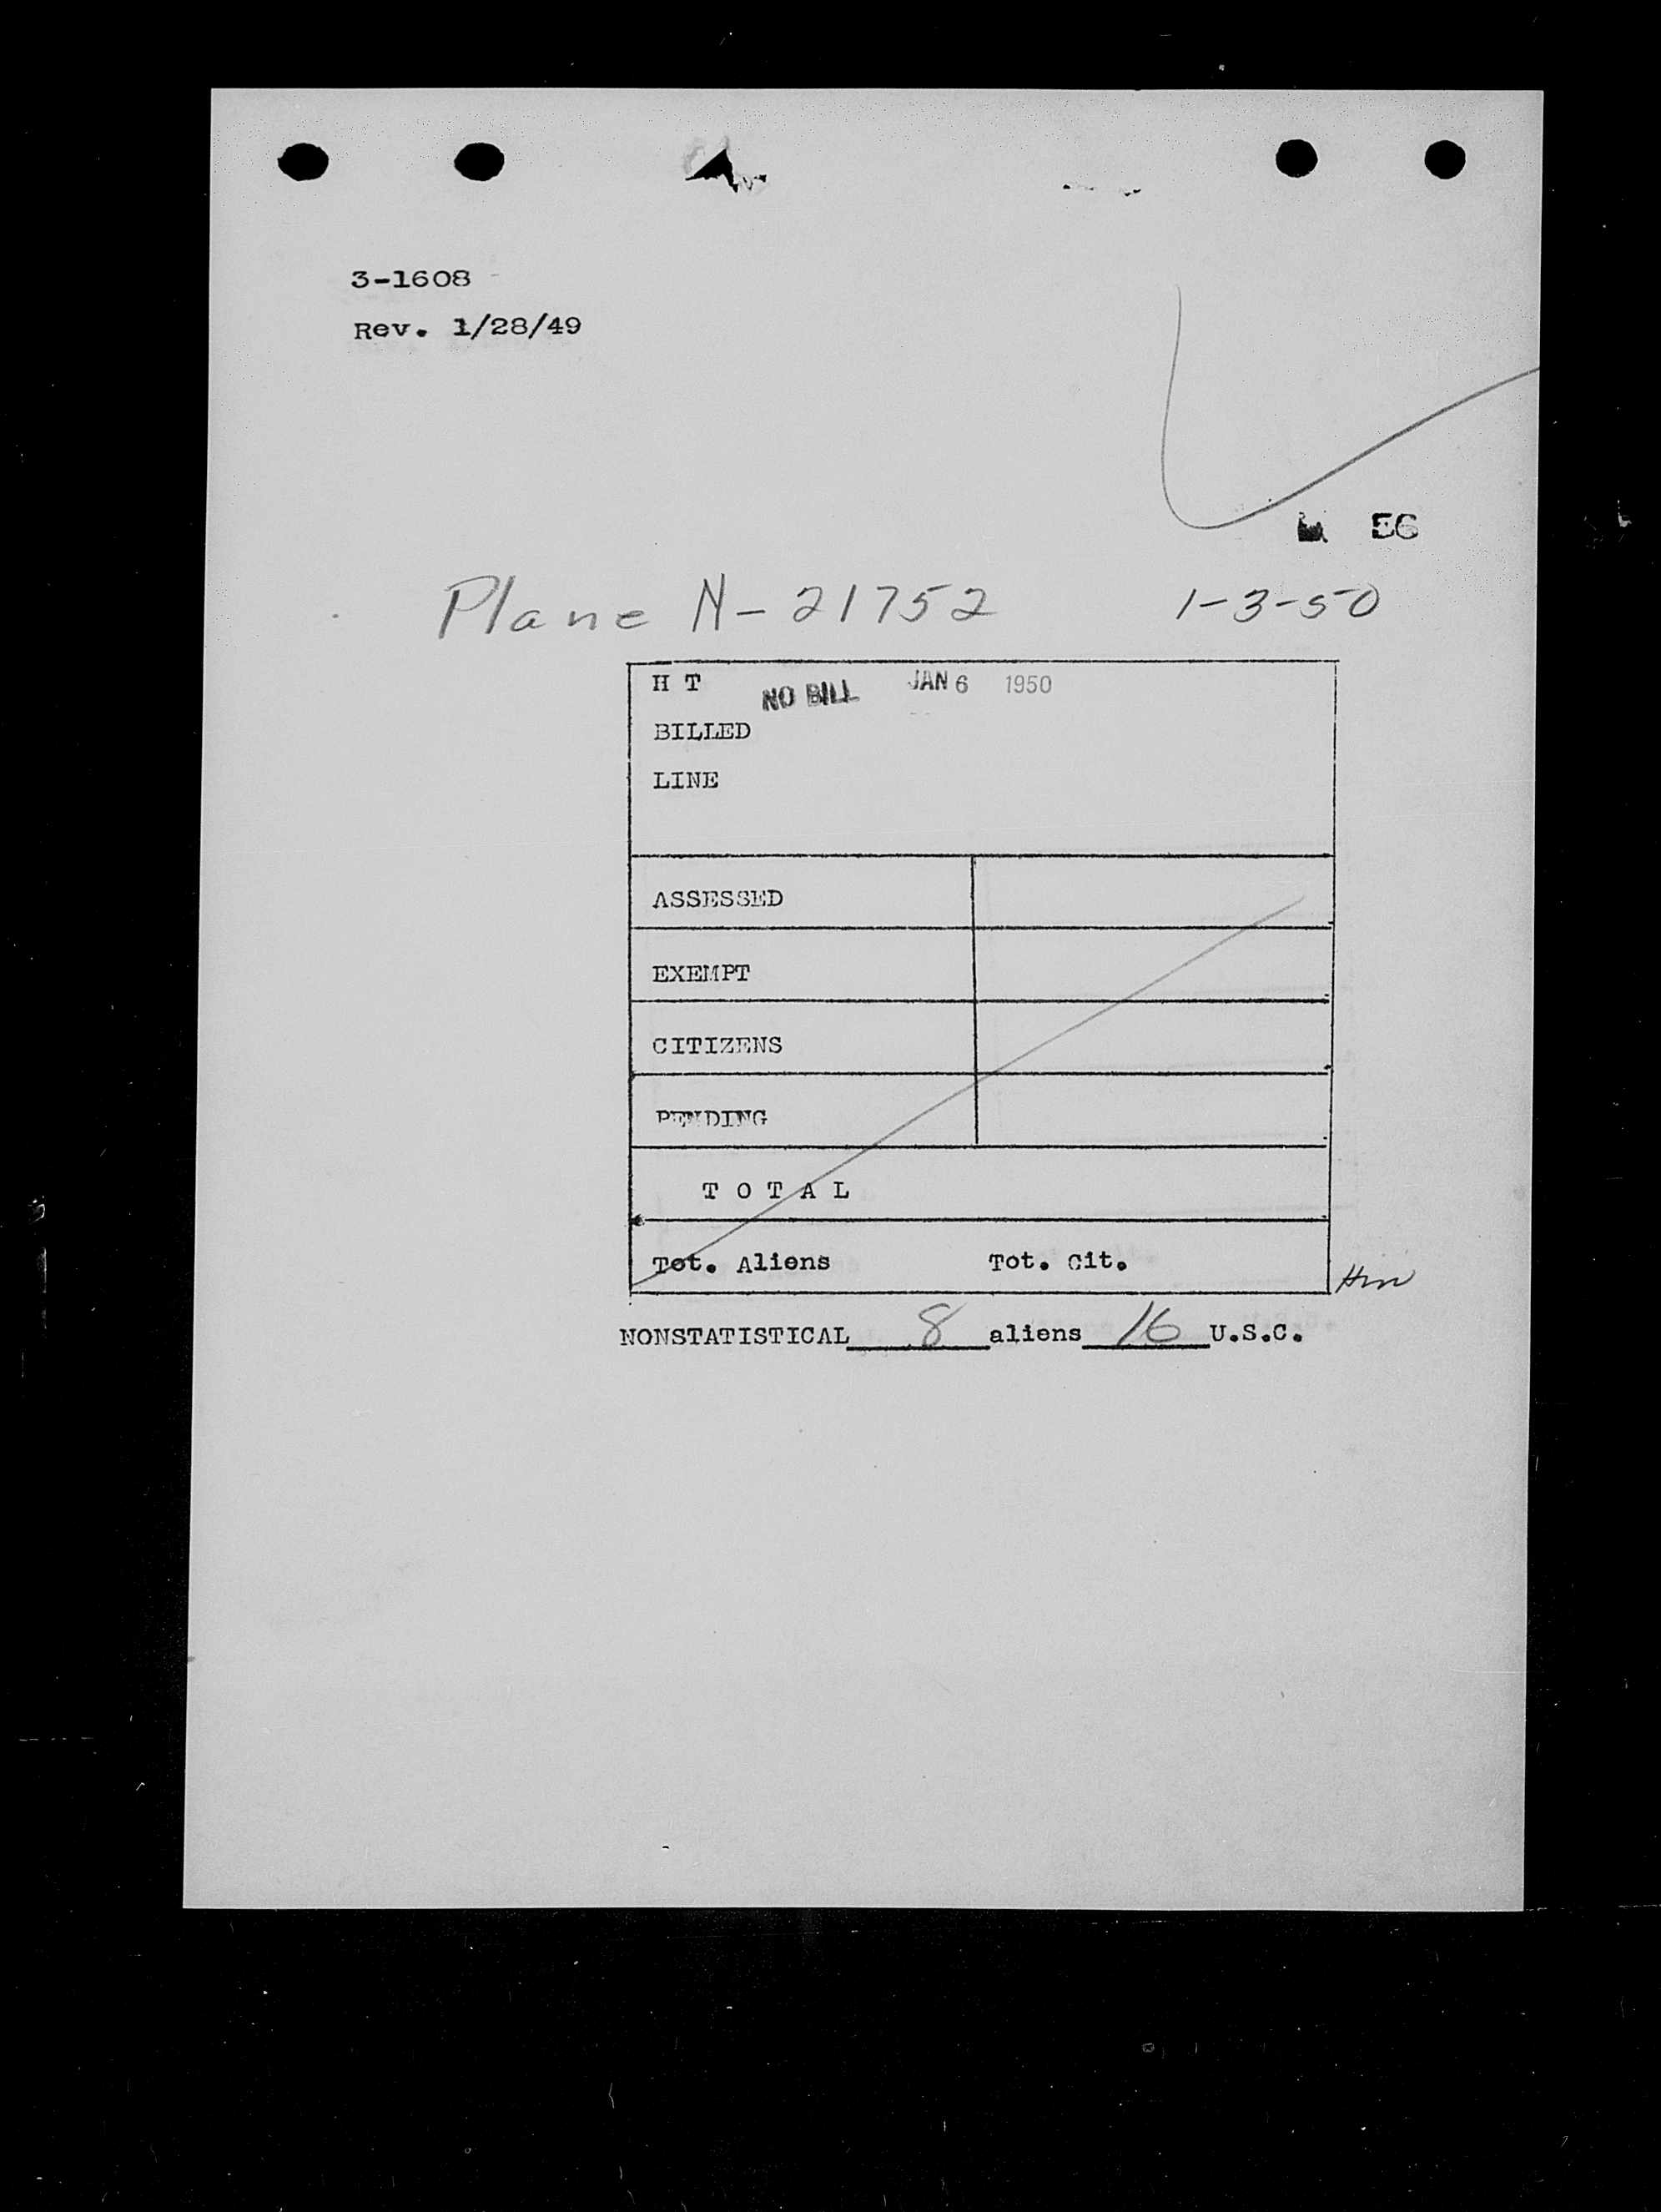 3-1608
Rev. 1/28/49
E6
Plane N-21752 1-3-50
H T NO BILL JAN 6 1950
BILLED
LINE
ASSESSED
EXEMPT
CITIZENS
PENDING
T O T A L
Tot. Aliens Tot. Cit.
NONSTATISTICAL 8 aliens 16 U.S.C.